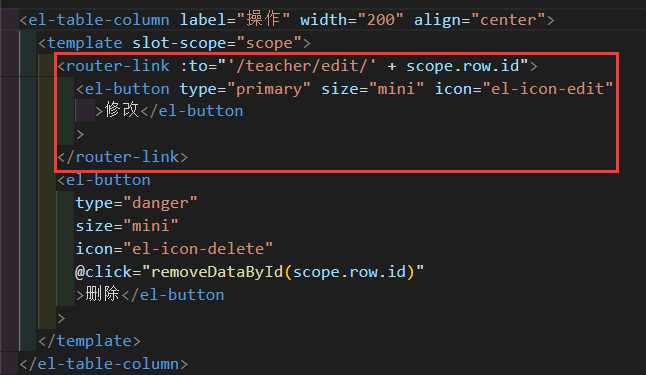 <el-table-column label="操作" width="200" align="center">
<template slot-scope="scope">
<router-link :to="'/teacher/edit/' + scope.row.id">
<el-button type="primary" size="mini" icon="el-icon-edit"
>修改</el-button
>
</router-link>
<el-button
type="danger"
size="mini"
icon="el-icon-delete"
@click="removeDataById(scope.row.id)"
>删除</el-button
>
</template>
</el-table-column>